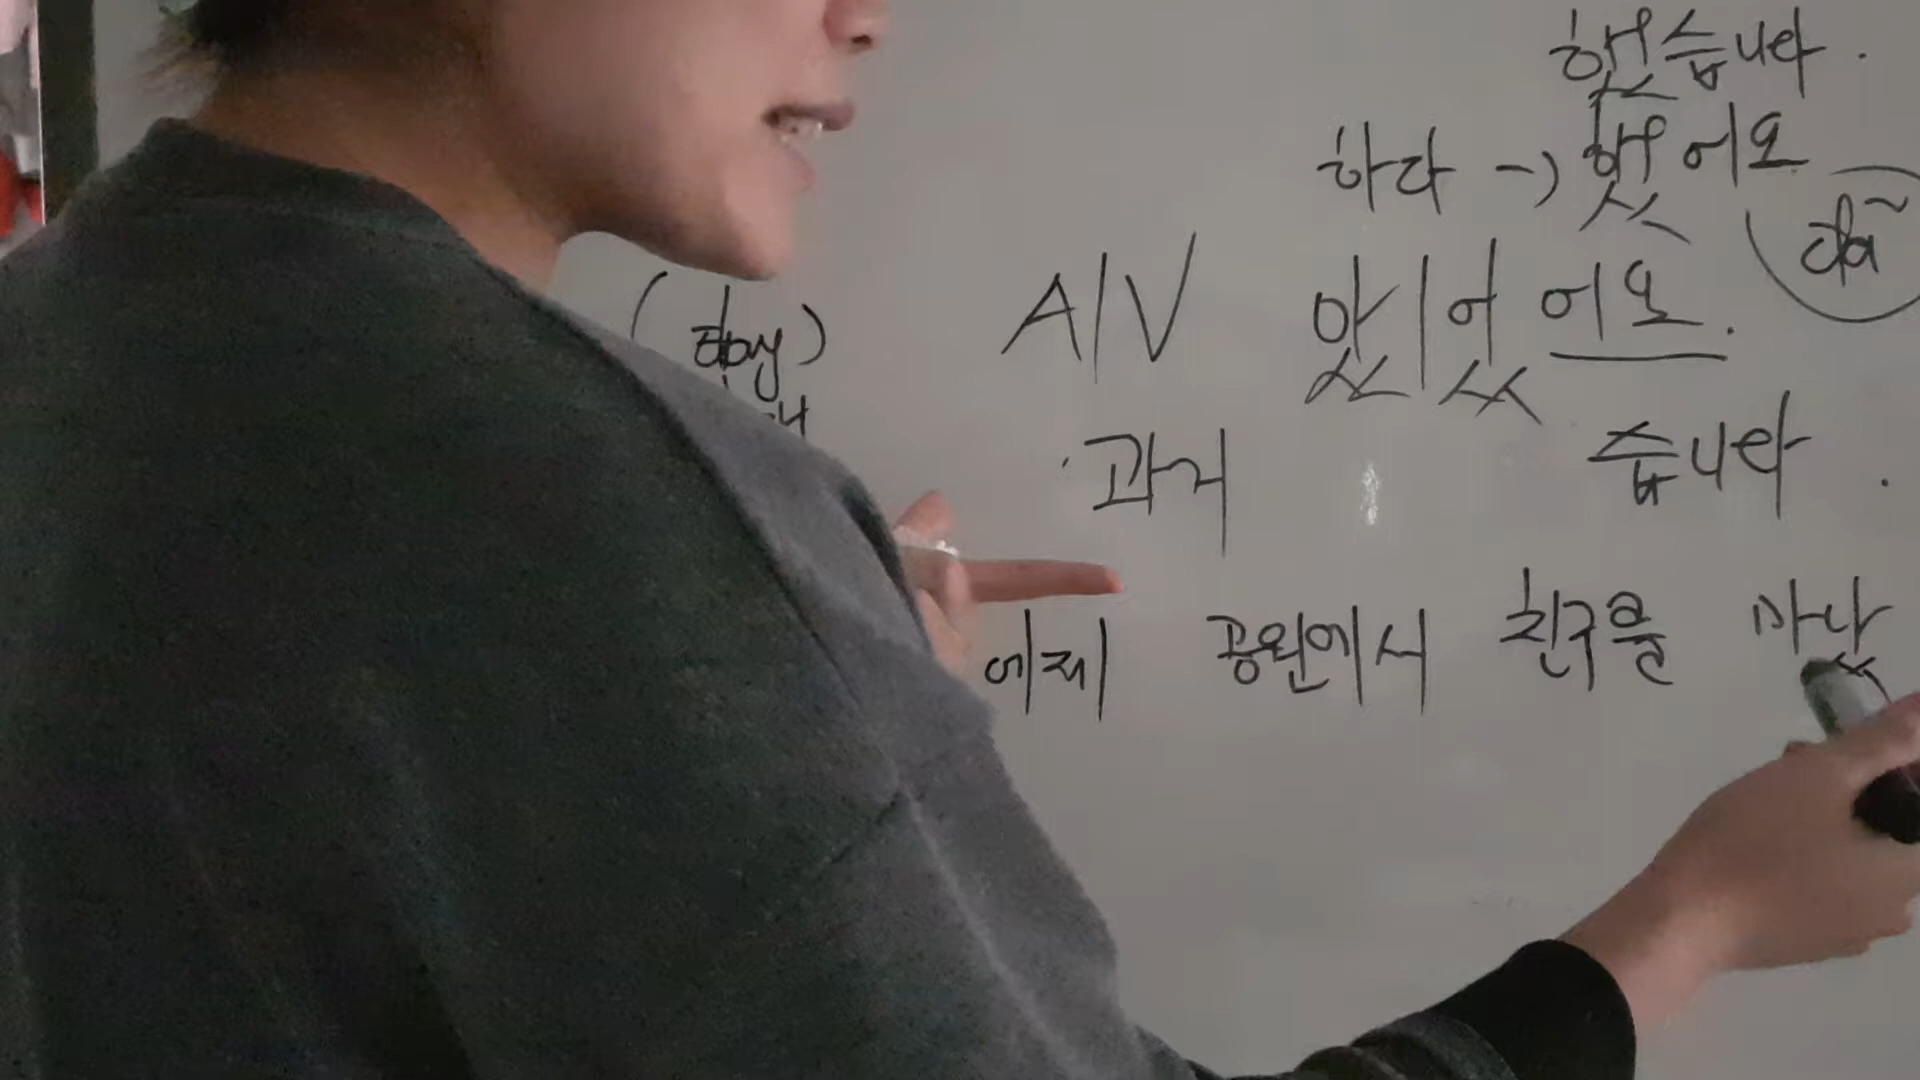 했습니다.
하다 → 했어요
A/V 았/었어요.
과거 습니다.
어제 공원에서 친구를 만났